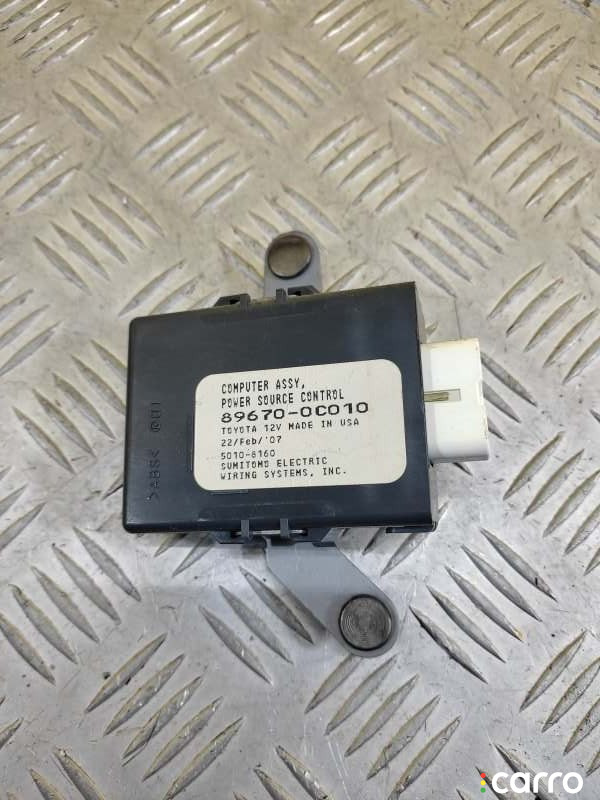 COMPUTER ASSY,
POWER SOURCE CONTROL
89670-0C010
TOYOTA 12V MADE IN USA
22/Feb/'07
5010-8160
SUMITOMO ELECTRIC
WIRING SYSTEMS, INC.
>ABS<
carro